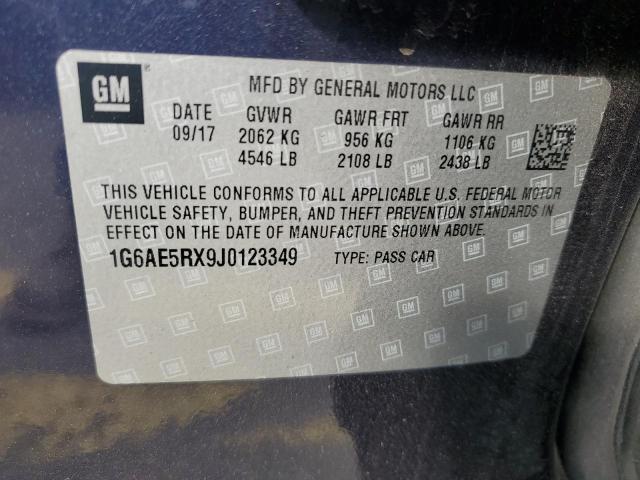 GM
MFD BY GENERAL MOTORS LLC
DATE GVWR GAWR FRT GAWR RR
09/17 2062 KG 956 KG 1106 KG
4546 LB 2108 LB 2438 LB
THIS VEHICLE CONFORMS TO ALL APPLICABLE U.S. FEDERAL MOTOR
VEHICLE SAFETY, BUMPER, AND THEFT PREVENTION STANDARDS IN
EFFECT ON THE DATE OF MANUFACTURE SHOWN ABOVE.
1G6AE5RX9J0123349 TYPE: PASS CAR